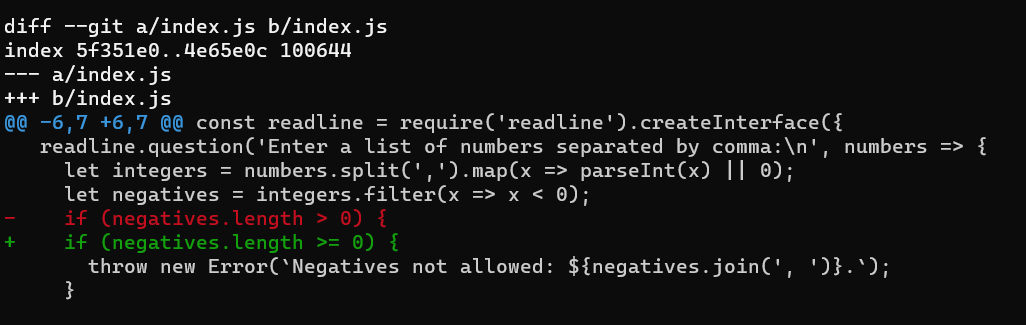 diff --git a/index.js b/index.js
index 5f351e0..4e65e0c 100644
--- a/index.js
+++ b/index.js
@@ -6,7 +6,7 @@ const readline = require('readline').createInterface({
   readline.question('Enter a list of numbers separated by comma:\n', numbers => {
     let integers = numbers.split(',').map(x => parseInt(x) || 0);
     let negatives = integers.filter(x => x < 0);
-    if (negatives.length > 0) {
+    if (negatives.length >= 0) {
       throw new Error(`Negatives not allowed: ${negatives.join(', ')}.`);
     }